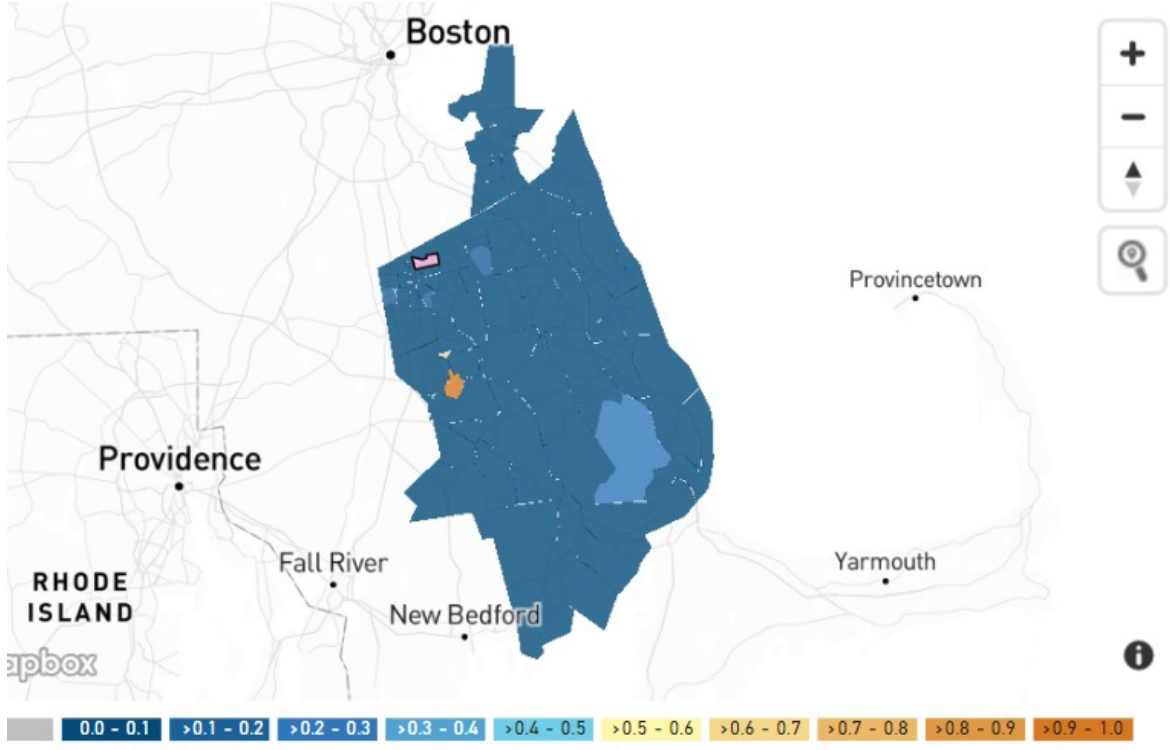 Boston
Provincetown
Providence
Fall River
Yarmouth
RHODE
ISLAND
New Bedford
apbox
0.0 - 0.1 >0.1 - 0.2 >0.2 - 0.3 >0.3 - 0.4 >0.4 - 0.5 >0.5 - 0.6 >0.6 - 0.7 >0.7 - 0.8 >0.8 - 0.9 >0.9 - 1.0